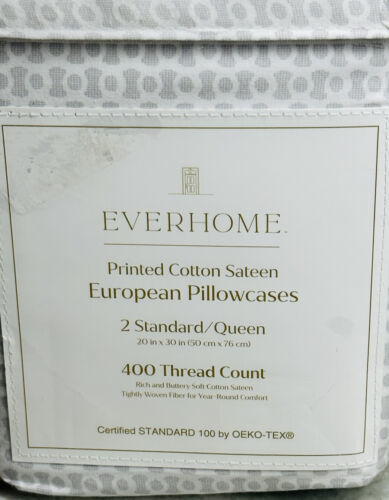 EVERHOME™
Printed Cotton Sateen
European Pillowcases
2 Standard/Queen
20 in x 30 in (50 cm x 76 cm)
400 Thread Count
Rich and Buttery Soft Cotton Sateen
Tightly Woven Fiber for Year-Round Comfort
Certified STANDARD 100 by OEKO-TEX®